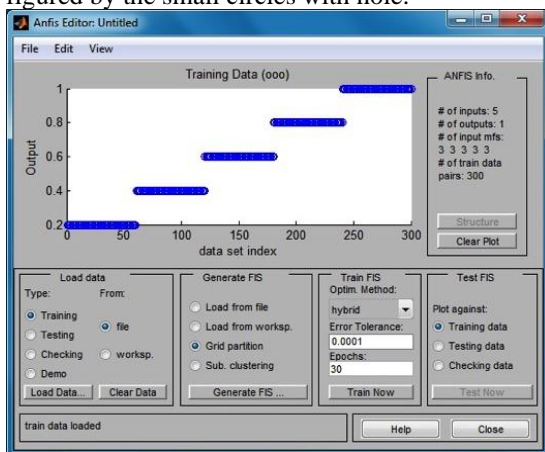 figured by the small circles with hole.
Anfis Editor: Untitled
File Edit View
Training Data (ooo)
Output
1
0.8
0.6
0.4
0.2
0 50 100 150 200 250 300
data set index
ANFIS Info.
# of inputs: 5
# of outputs: 1
# of input mfs:
3 3 3 3 3
# of train data
pairs: 300
Structure
Clear Plot
Load data
Type: From:
Training
Testing
Checking
Demo
file
worksp.
Load Data... Clear Data
Generate FIS
Load from file
Load from worksp.
Grid partition
Sub. clustering
Generate FIS ...
Train FIS
Optim. Method:
hybrid
Error Tolerance:
0.0001
Epochs:
30
Train Now
Test FIS
Plot against:
Training data
Testing data
Checking data
Test Now
train data loaded
Help Close